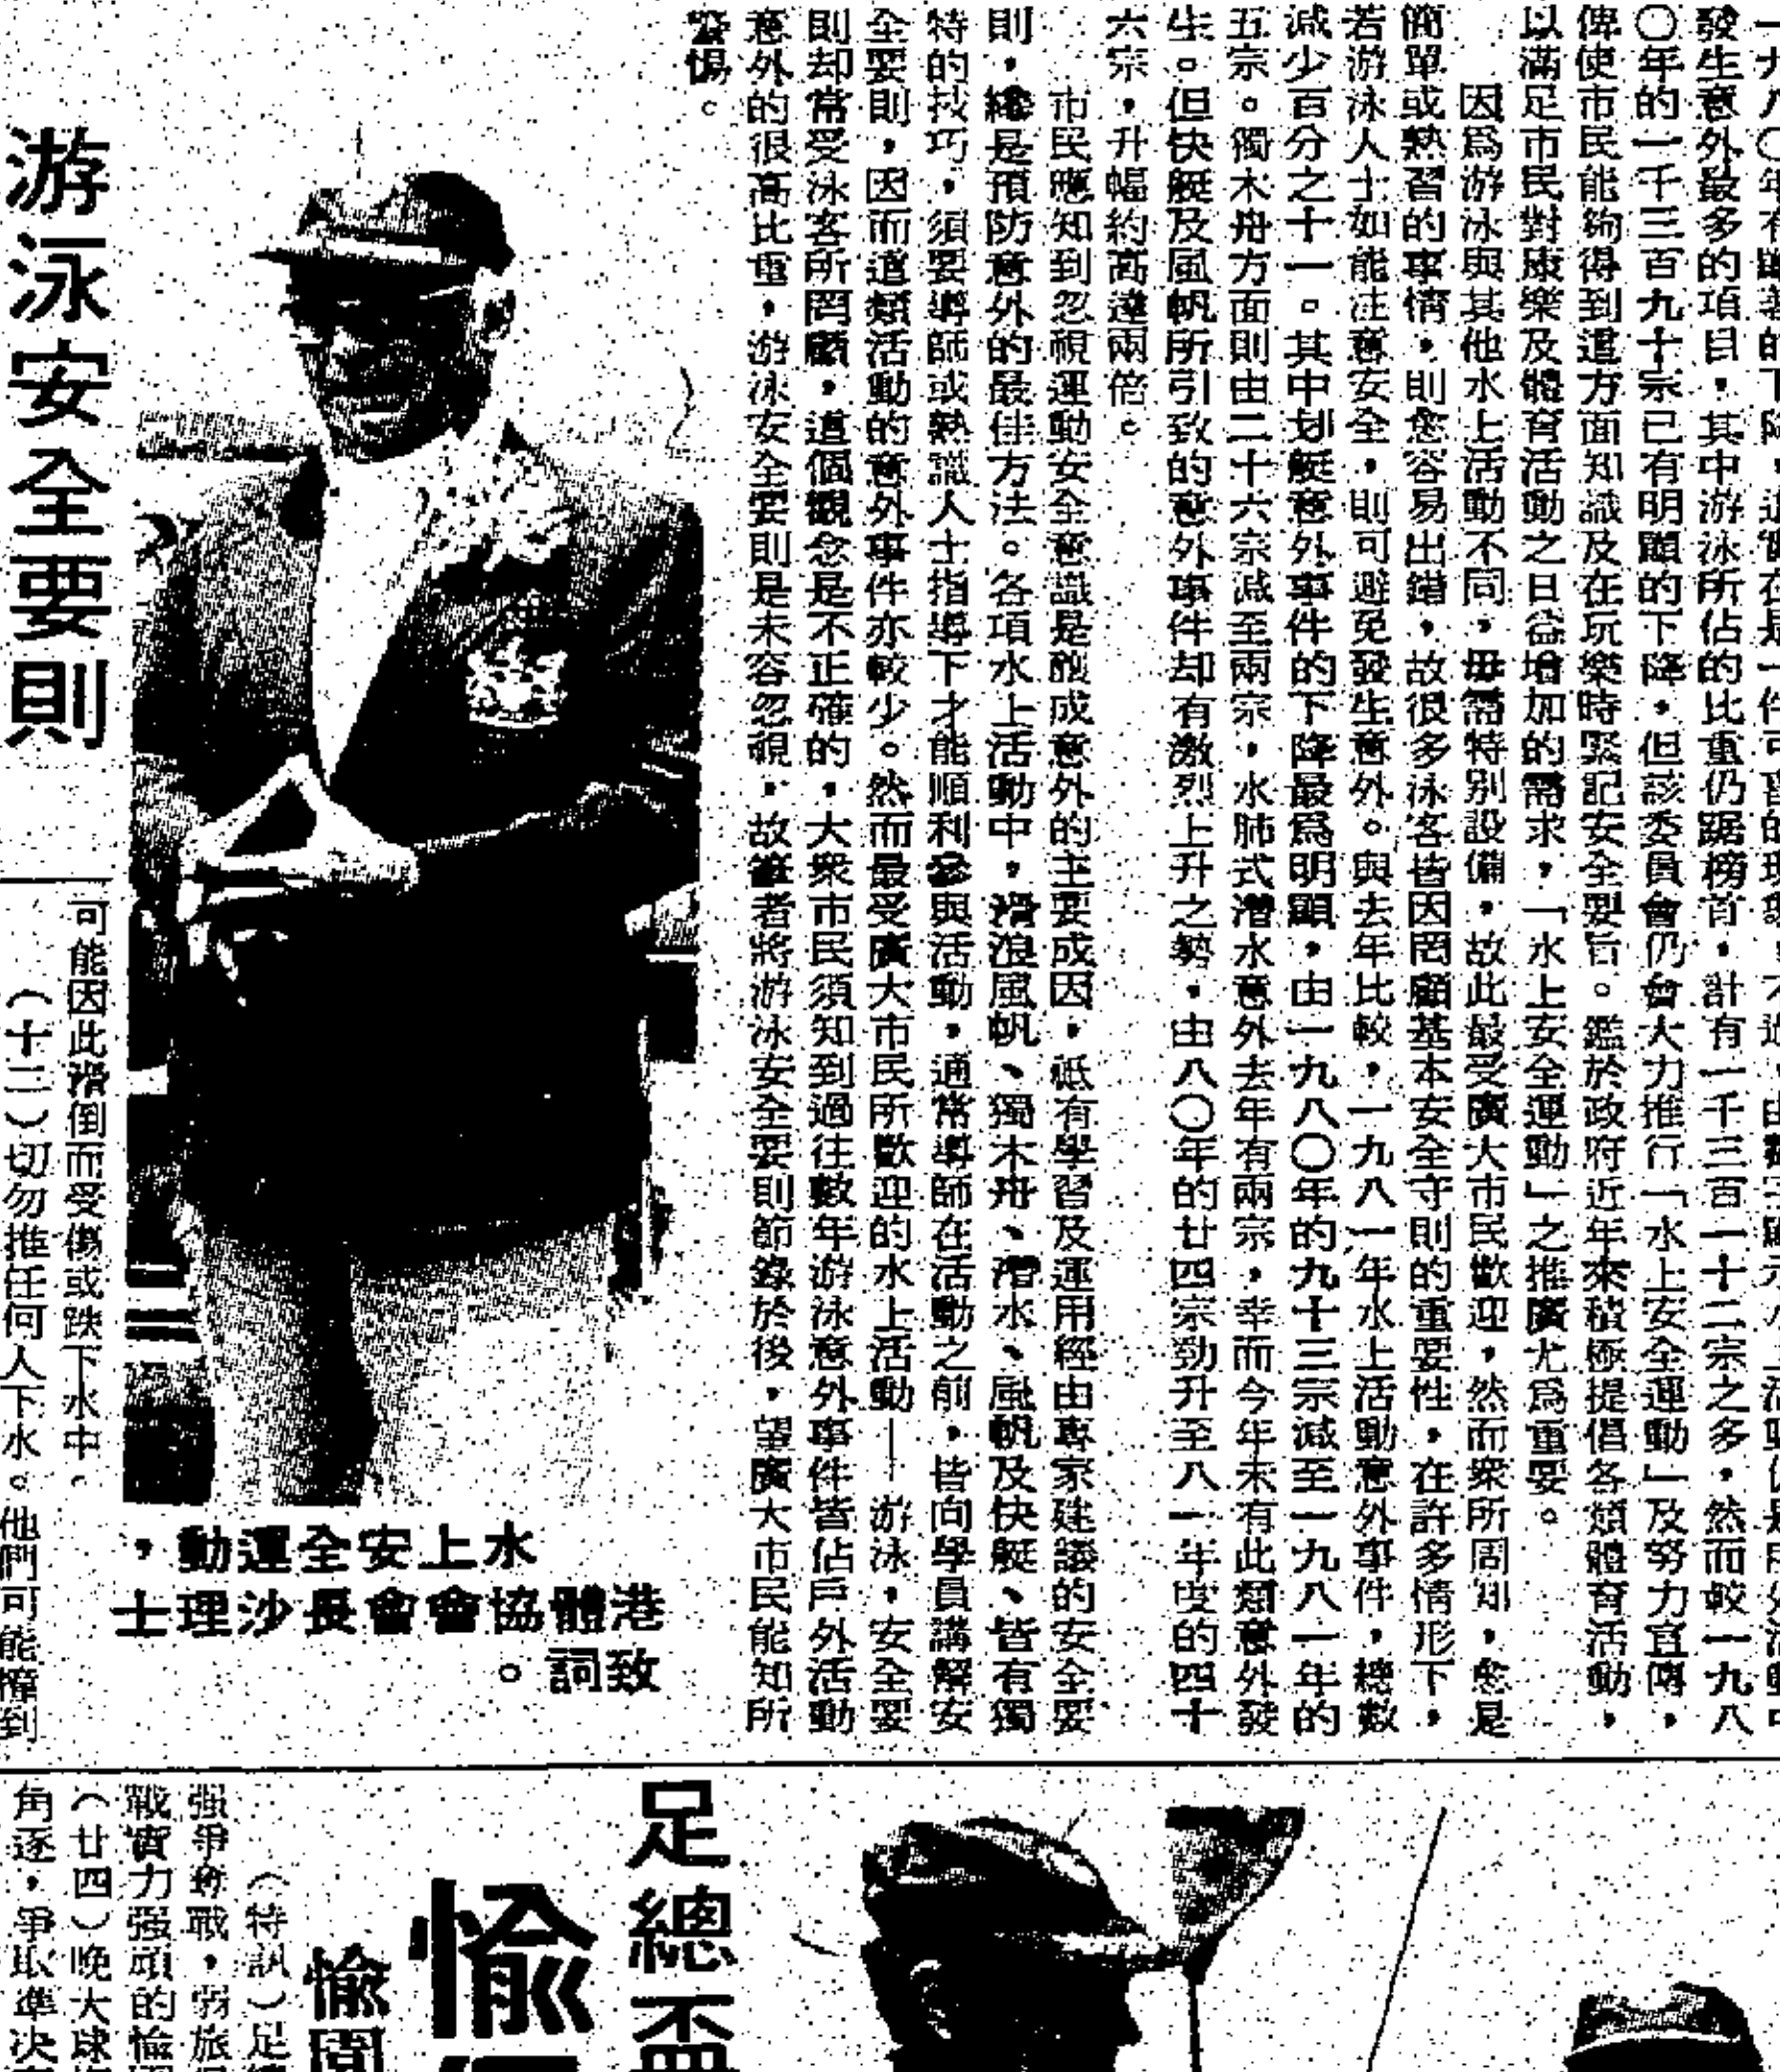 發生意外最多的項目，其中游泳所佔的比重仍踞榜首，計有一千三百一十二宗之多，然而較一九八
〇年的一千三百九十宗已有明顯的下降，但該委員會仍會大力推行「水上安全運動」及努力宣傳，
俾使市民能夠得到這方面知識及在玩樂時緊記安全要旨。鑑於政府近年來積極提倡各類體育活動，
以滿足市民對康樂及體育活動之日益增加的需求，「水上安全運動」之推廣尤爲重要。
因爲游泳與其他水上活動不同，毋需特別設備，故此最受廣大市民歡迎，然而衆所周知，愈是
簡單或熟習的事情，則愈容易出錯，故很多泳客皆因罔顧基本安全守則的重要性，在許多情形下，
若游泳人士如能注意安全，則可避免發生意外。與去年比較，一九八一年水上活動意外事件，總數
減少百分之十一。其中划艇意外事件的下降最爲明顯，由一九八〇年的九十三宗減至一九八一年的
五宗。獨木舟方面則由二十六宗減至兩宗，水肺式潛水意外去年有兩宗，幸而今年未有此類意外發
生。但快艇及風帆所引致的意外事件却有激烈上升之勢，由八〇年的廿四宗勁升至八一年度的四十
六宗，升幅約高達兩倍。
市民應知到忽視運動安全意識是釀成意外的主要成因，祗有學習及運用經由專家建議的安全要
則，纔是預防意外的最佳方法。各項水上活動中，滑浪風帆、獨木舟、潛水、風帆及快艇、皆有獨
特的技巧，須要導師或熟識人士指導下才能順利參與活動，通常導師在活動之前，皆向學員講解安
全要則，因而這類活動的意外事件亦較少。然而最受廣大市民所歡迎的水上活動——游泳，安全要
則却常受泳客所罔顧，這個觀念是不正確的，大衆市民須知到過往數年游泳意外事件皆佔戶外活動
意外的很高比重，游泳安全要則是未容忽視，故筆者將游泳安全要則節錄於後，望廣大市民能知所
警惕。
水上安全運動，
港體協會會長沙理士
致詞。
游泳安全要則
可能因此滑倒而受傷或跌下水中。
（十二）切勿推任何人下水。他們可能撞到
足總盃
愉
愉園
（特訊）足
强爭奪戰，弱旅
戰實力强頑的愉
（廿四）晚大球
角逐，爭取準決